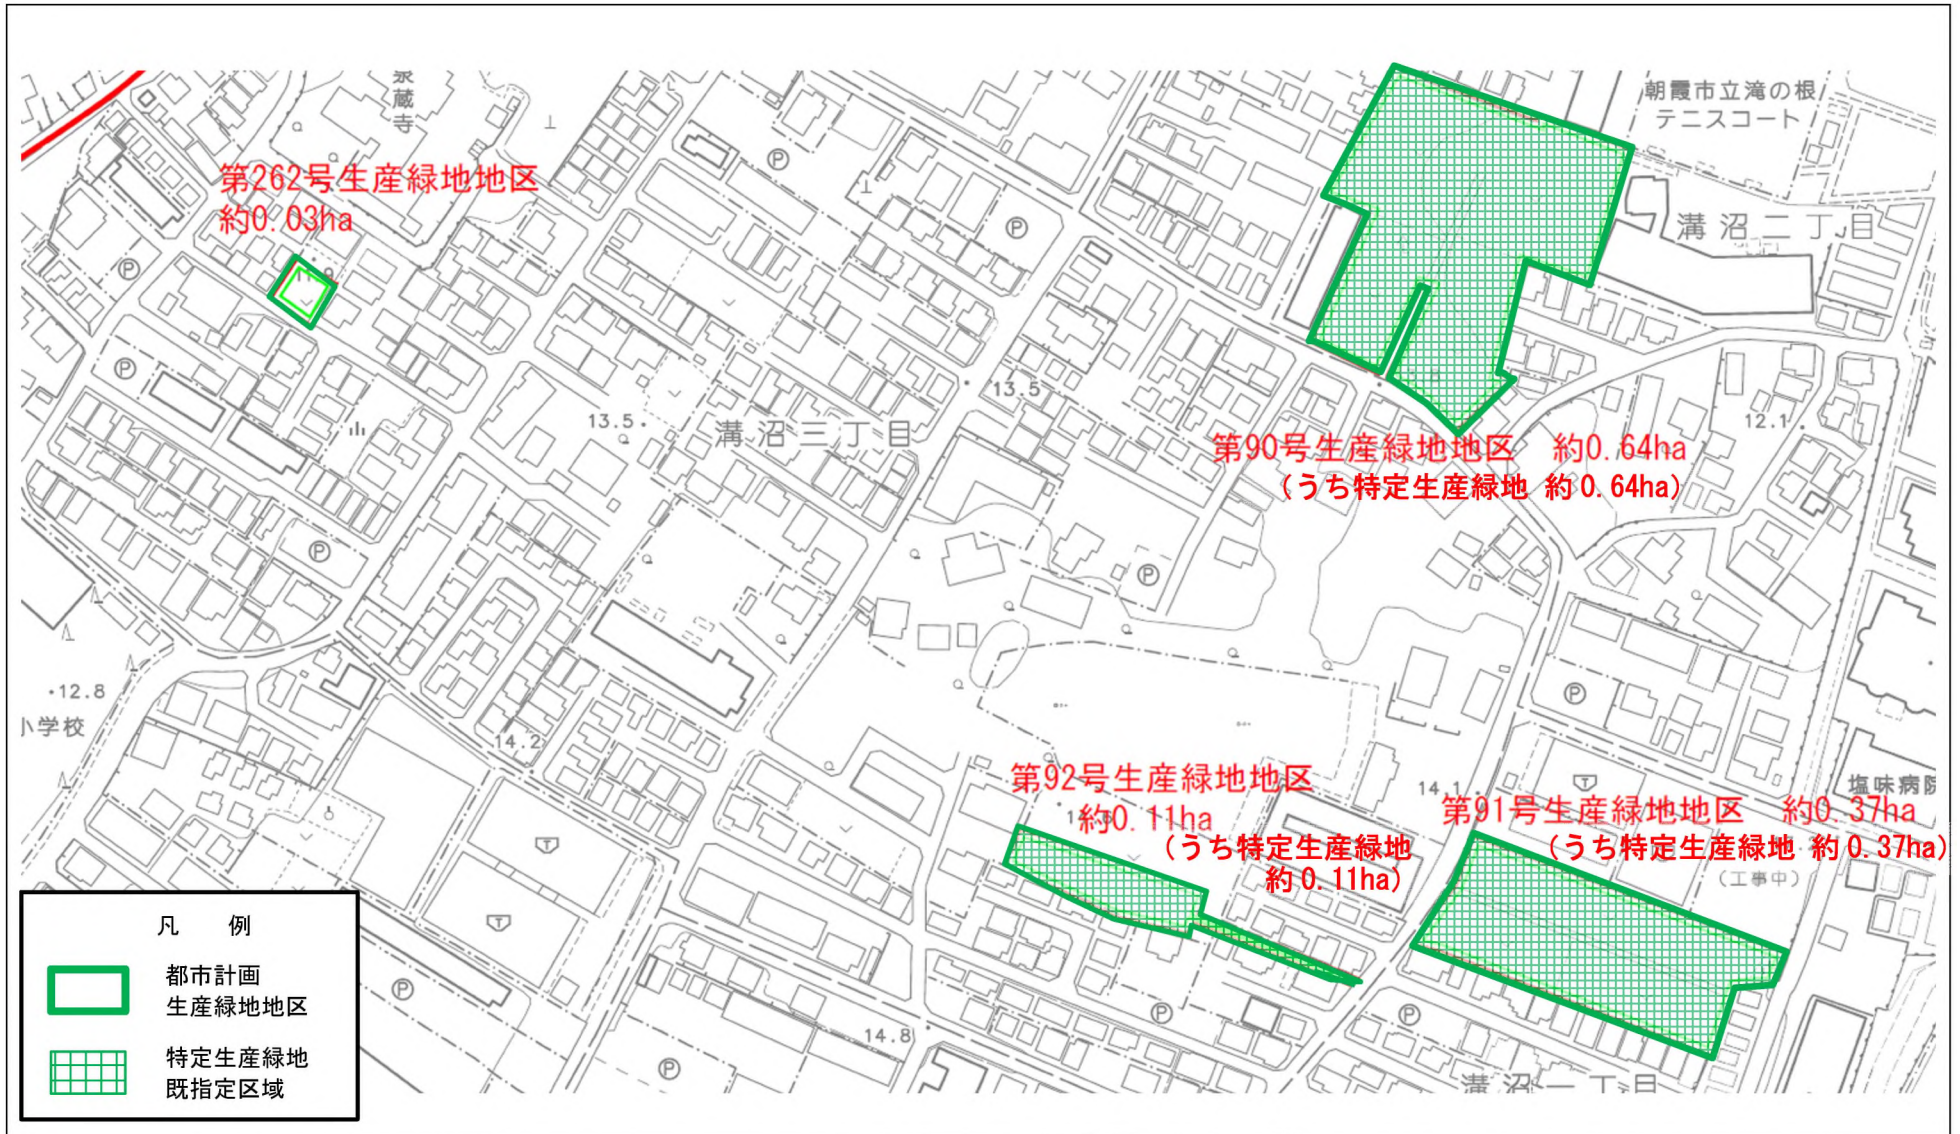 泉蔵寺
朝霞市立滝の根
テニスコート
第262号生産緑地地区
約0.03ha
溝沼二丁目
13.5
13.5
溝沼三丁目
12.1
第90号生産緑地地区　約0.64ha
（うち特定生産緑地 約0.64ha）
12.8
小学校
14.2
第92号生産緑地地区
約0.11ha
（うち特定生産緑地
約0.11ha）
14.1
塩味病院
第91号生産緑地地区　約0.37ha
（うち特定生産緑地 約0.37ha）
（工事中）
14.8
溝沼一丁目
凡　例
都市計画
生産緑地地区
特定生産緑地
既指定区域
P
P
P
P
P
P
P
P
P
P
P
P